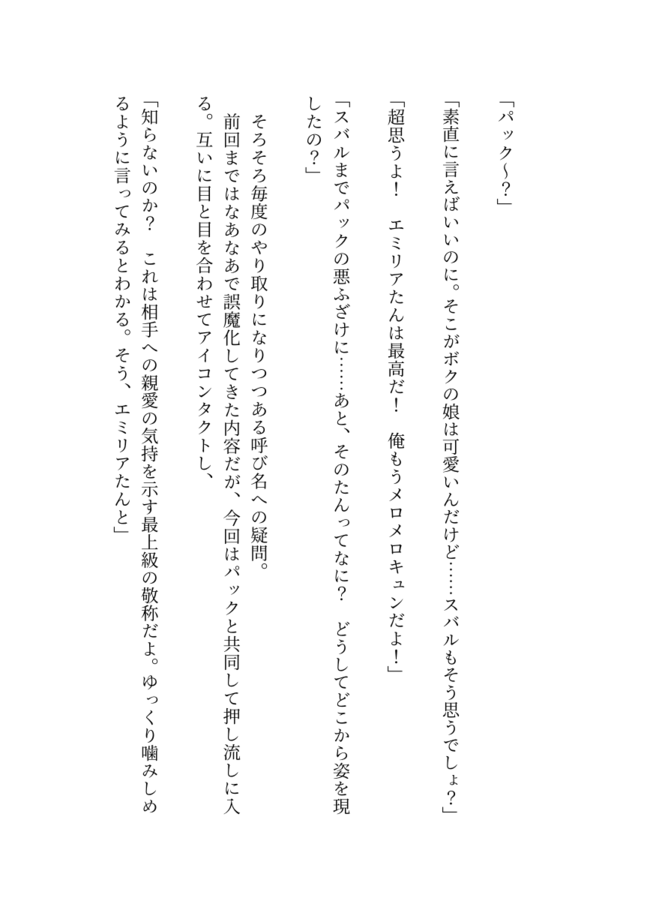 「パック～？」
「素直に言えばいいのに。そこがボクの娘は可愛いんだけど……スバルもそう思うでしょ？」
「超思うよ！　エミリアたんは最高だ！　俺もうメロメロキュンだよ！」
「スバルまでパックの悪ふざけに……あと、そのたんってなに？　どうしてどこから姿を現
したの？」
　そろそろ毎度のやり取りになりつつある呼び名への疑問。
　前回まではなあなあで誤魔化してきた内容だが、今回はパックと共同して押し流しに入
る。互いに目と目を合わせてアイコンタクトし、
「知らないのか？　これは相手への親愛の気持を示す最上級の敬称だよ。ゆっくり噛みしめ
るように言ってみるとわかる。そう、エミリアたんと」